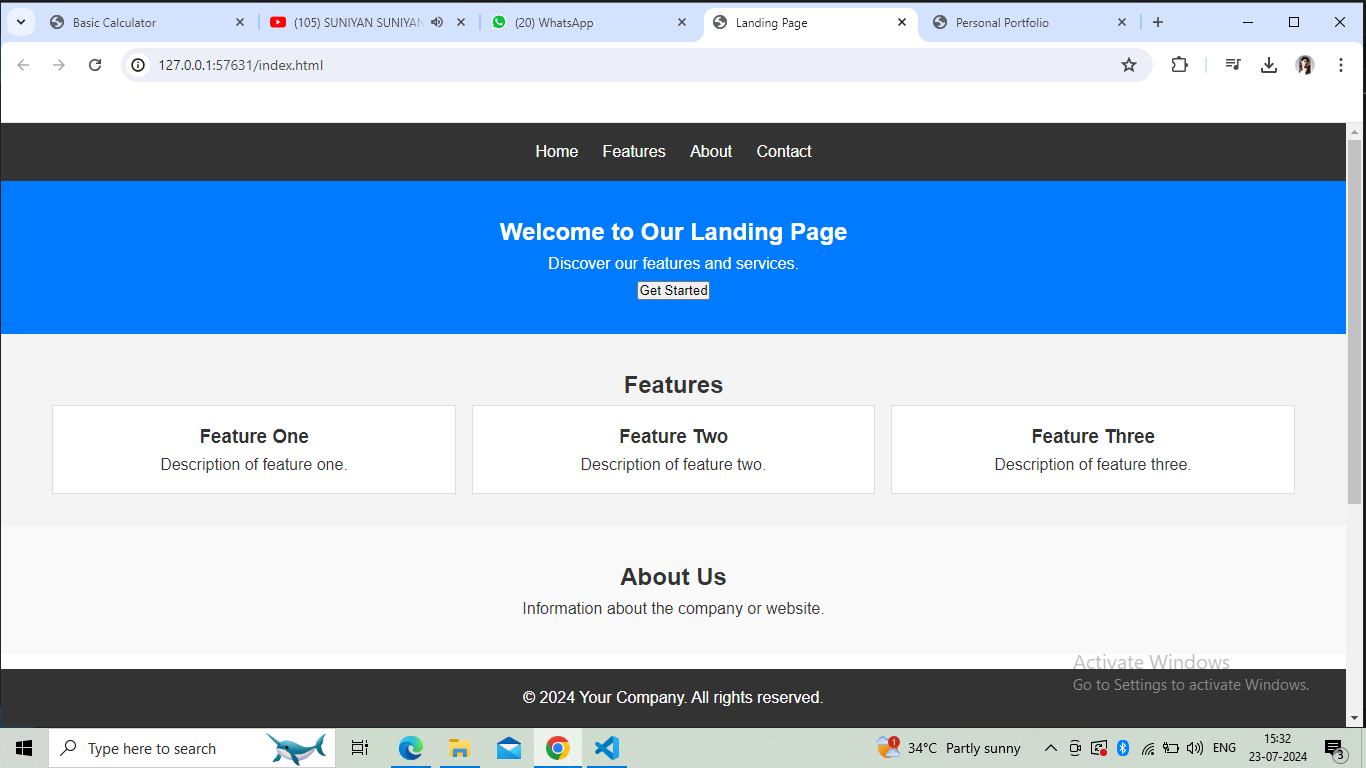 Basic Calculator
(105) SUNIYAN SUNIYAN
(20) WhatsApp
Landing Page
Personal Portfolio
127.0.0.1:57631/index.html
Home Features About Contact
Welcome to Our Landing Page
Discover our features and services.
Get Started
Features
Feature One
Description of feature one.
Feature Two
Description of feature two.
Feature Three
Description of feature three.
About Us
Information about the company or website.
Activate Windows
Go to Settings to activate Windows.
© 2024 Your Company. All rights reserved.
Type here to search
1
34°C Partly sunny
ENG
15:32
23-07-2024
3